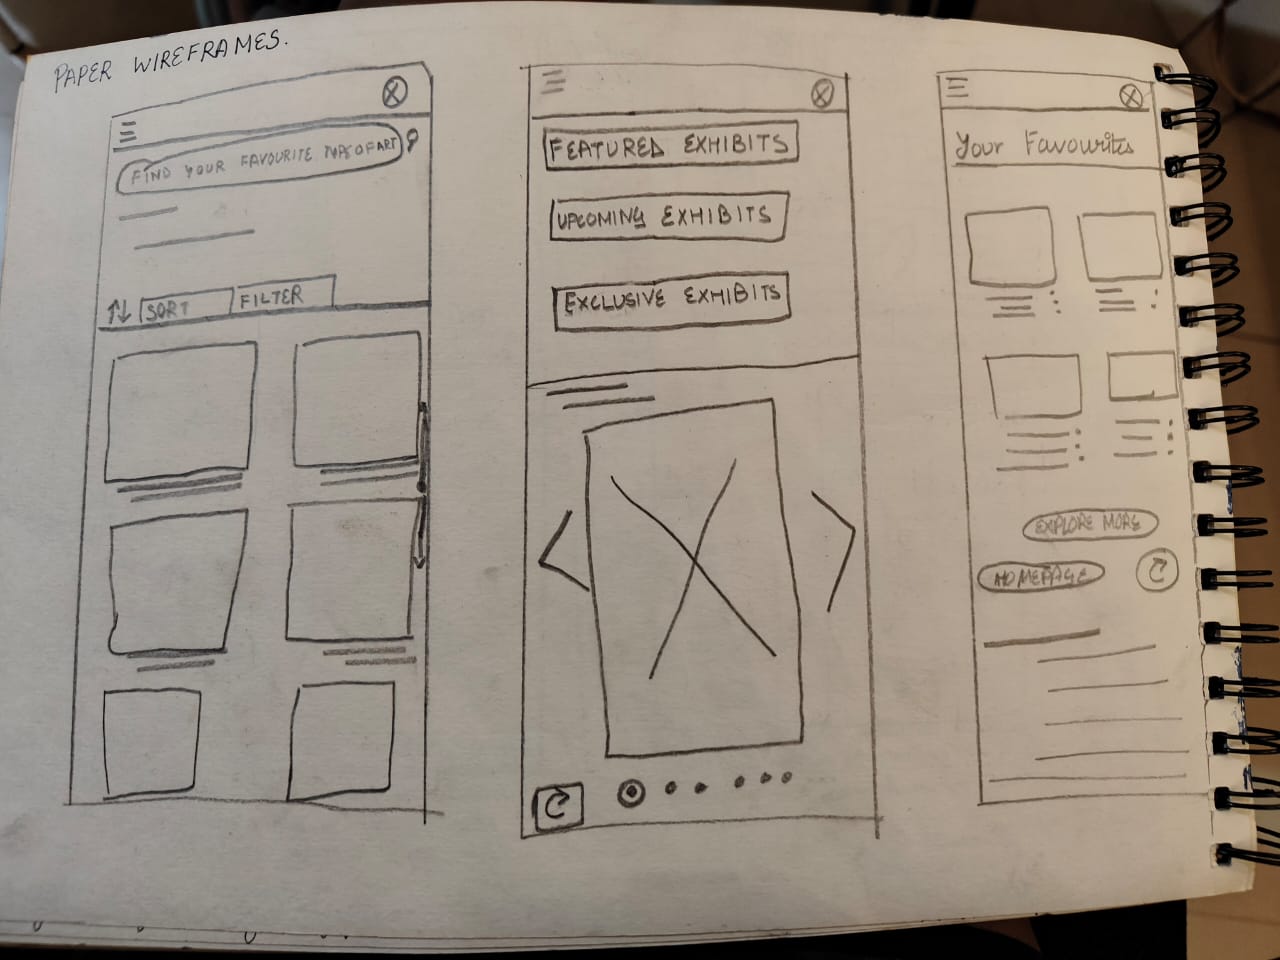 PAPER WIREFRAMES.
FIND YOUR FAVOURITE TYPE OF ART
SORT
FILTER
FEATURED EXHIBITS
UPCOMING EXHIBITS
EXCLUSIVE EXHIBITS
Your Favourites
EXPLORE MORE
HOMEPAGE